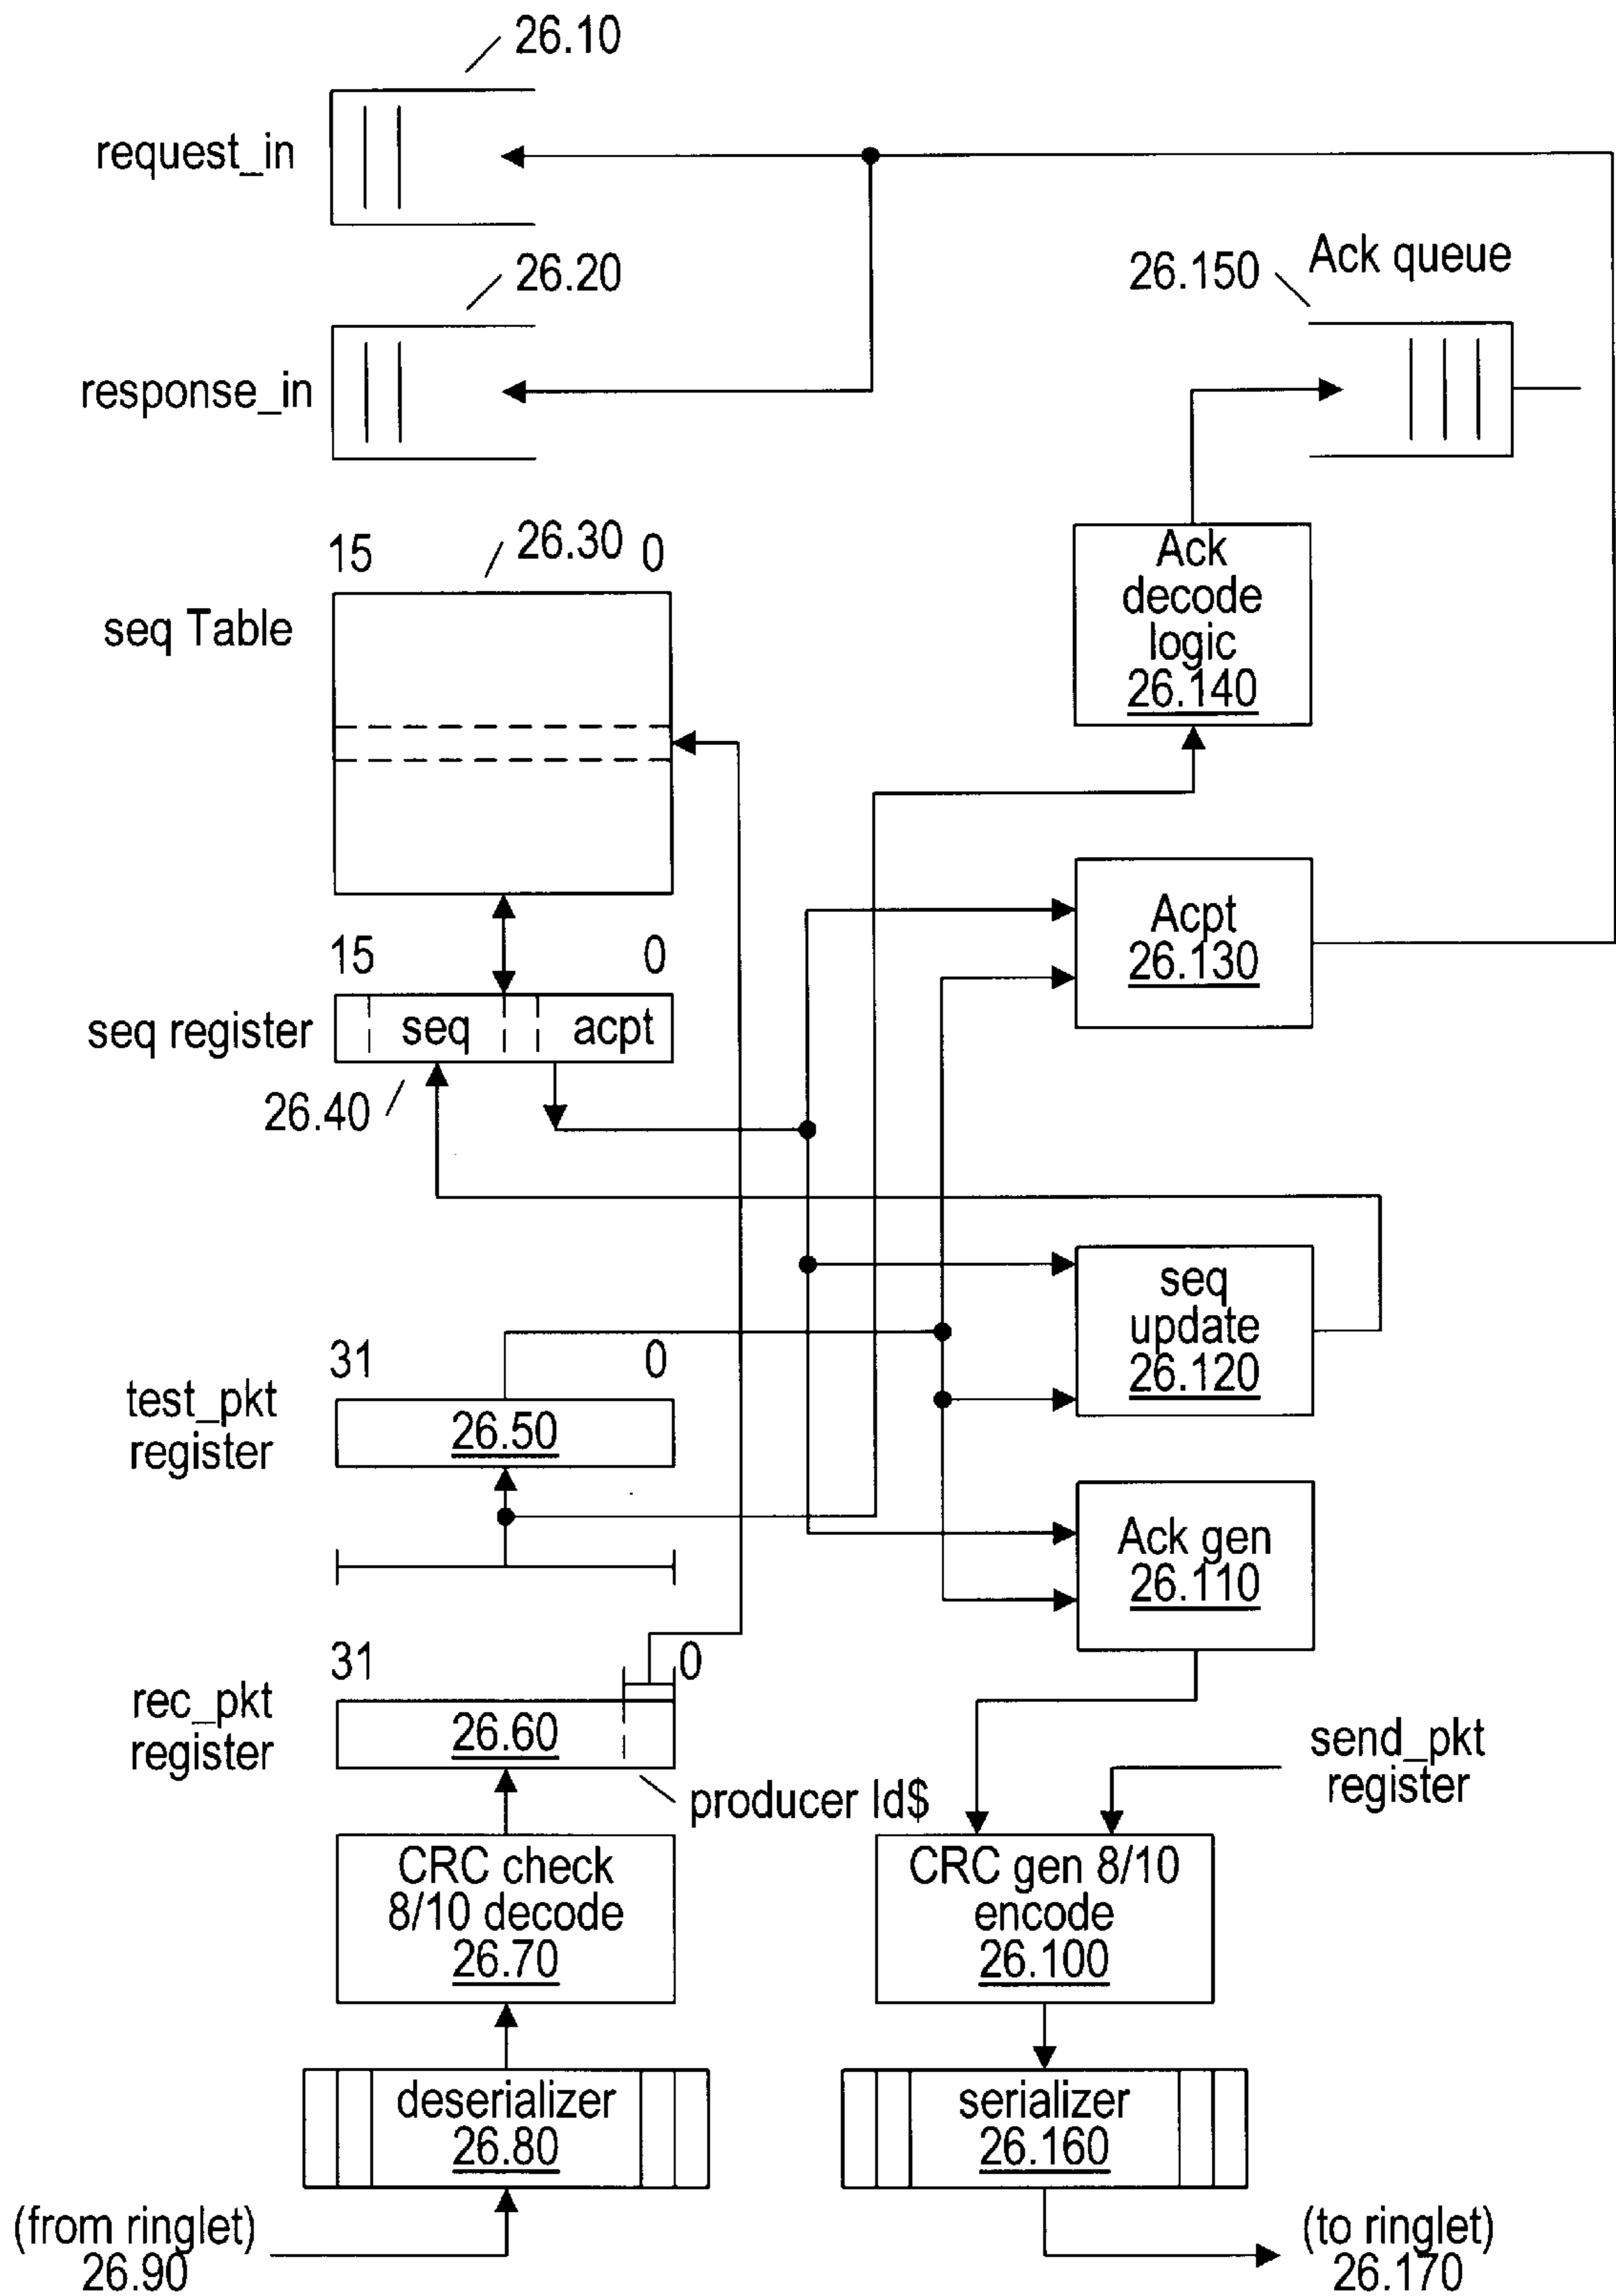 26.10
request_in
26.20
response_in
26.150
Ack queue
15
26.30
0
seq Table
Ack
decode
logic
26.140
15
0
seq register
seq
acpt
26.40
Acpt
26.130
seq
update
26.120
31
0
test_pkt
register
26.50
Ack gen
26.110
31
0
rec_pkt
register
26.60
producer Id$
send_pkt
register
CRC check
8/10 decode
26.70
CRC gen 8/10
encode
26.100
deserializer
26.80
serializer
26.160
(from ringlet)
26.90
(to ringlet)
26.170